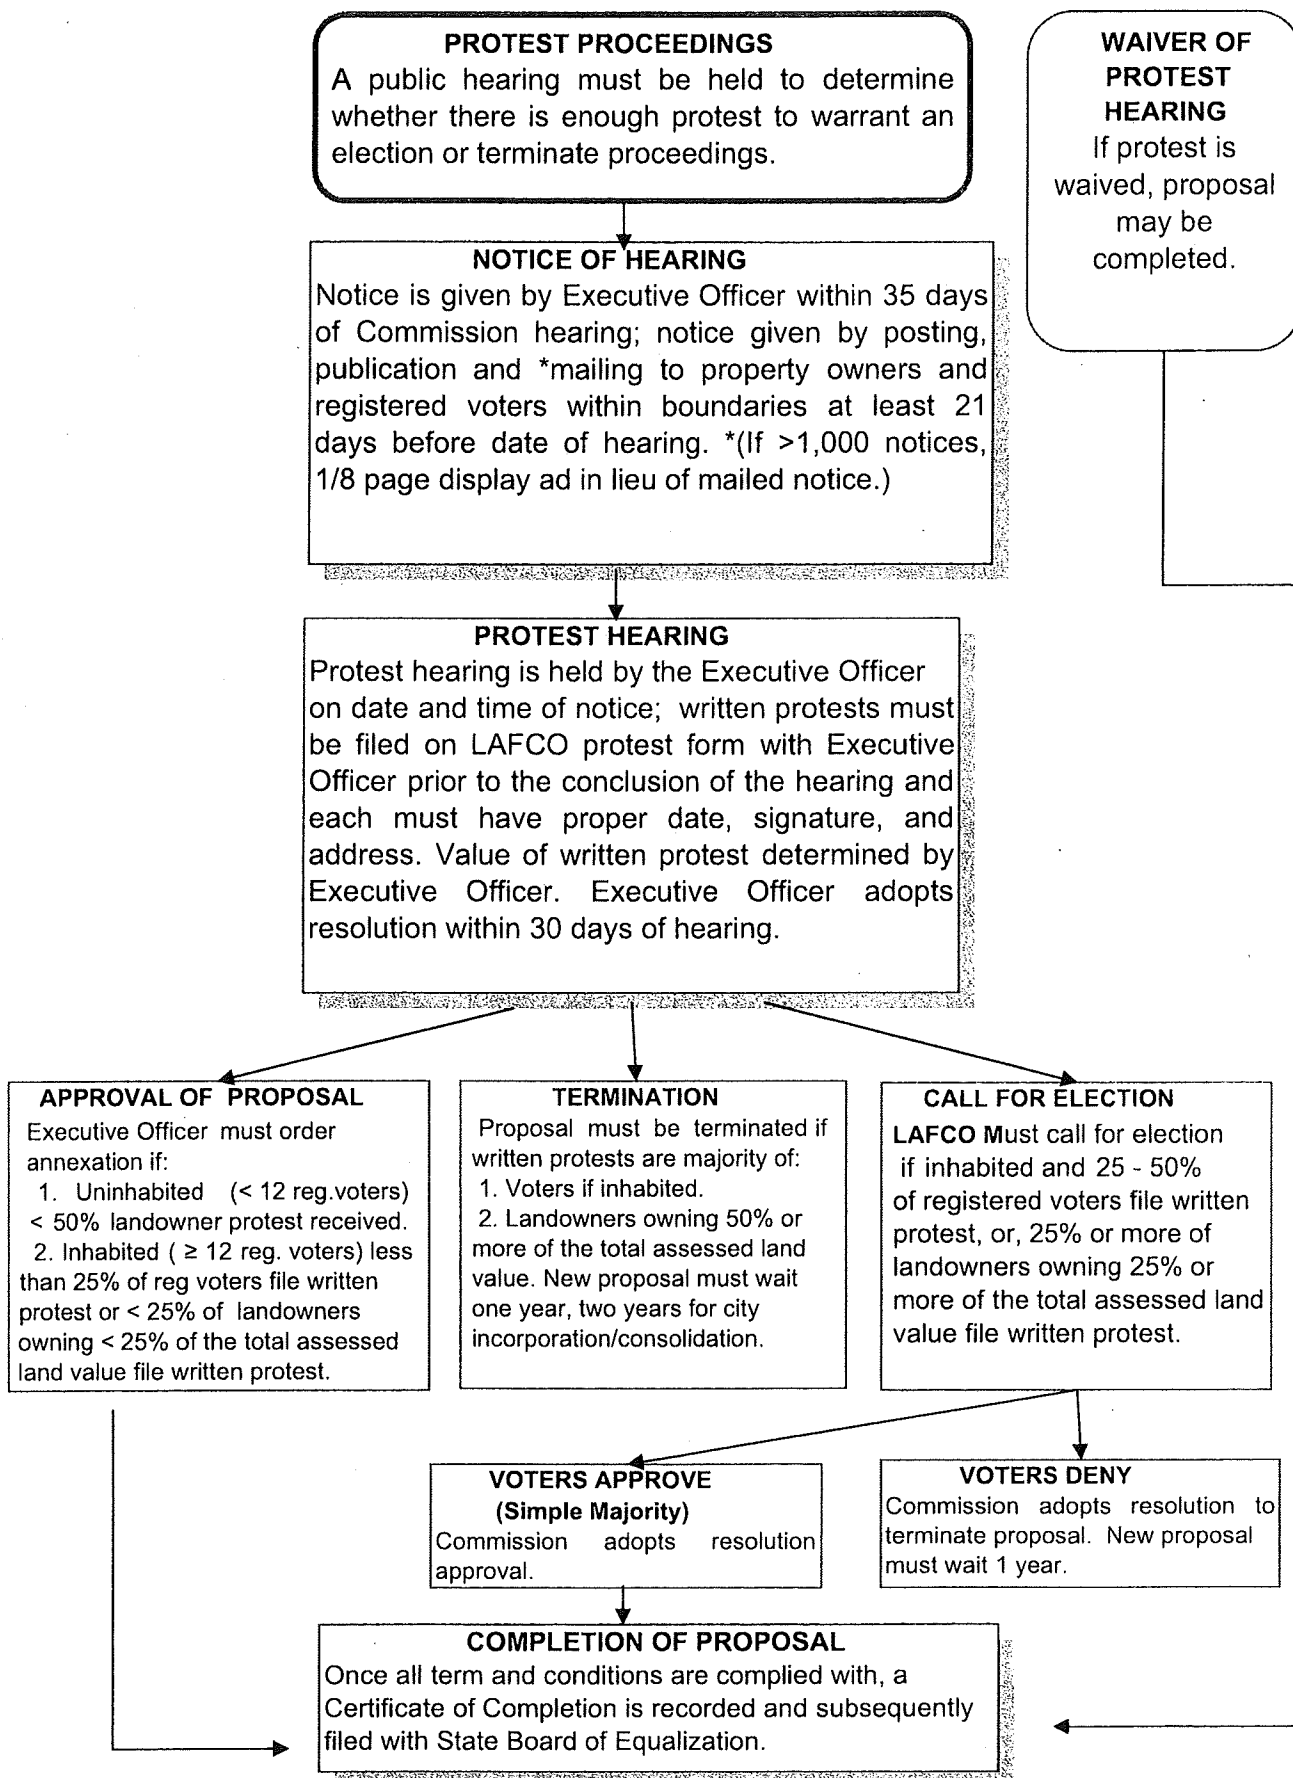 PROTEST PROCEEDINGS
A public hearing must be held to determine
whether there is enough protest to warrant an
election or terminate proceedings.
WAIVER OF
PROTEST
HEARING
If protest is
waived, proposal
may be
completed.
NOTICE OF HEARING
Notice is given by Executive Officer within 35 days
of Commission hearing; notice given by posting,
publication and *mailing to property owners and
registered voters within boundaries at least 21
days before date of hearing. *(If >1,000 notices,
1/8 page display ad in lieu of mailed notice.)
PROTEST HEARING
Protest hearing is held by the Executive Officer
on date and time of notice; written protests must
be filed on LAFCO protest form with Executive
Officer prior to the conclusion of the hearing and
each must have proper date, signature, and
address. Value of written protest determined by
Executive Officer. Executive Officer adopts
resolution within 30 days of hearing.
APPROVAL OF PROPOSAL
Executive Officer must order
annexation if:
1. Uninhabited (< 12 reg.voters)
< 50% landowner protest received.
2. Inhabited ( ≥ 12 reg. voters) less
than 25% of reg voters file written
protest or < 25% of landowners
owning < 25% of the total assessed
land value file written protest.
TERMINATION
Proposal must be terminated if
written protests are majority of:
1. Voters if inhabited.
2. Landowners owning 50% or
more of the total assessed land
value. New proposal must wait
one year, two years for city
incorporation/consolidation.
CALL FOR ELECTION
LAFCO Must call for election
if inhabited and 25 - 50%
of registered voters file written
protest, or, 25% or more of
landowners owning 25% or
more of the total assessed land
value file written protest.
VOTERS APPROVE
(Simple Majority)
Commission adopts resolution
approval.
VOTERS DENY
Commission adopts resolution to
terminate proposal. New proposal
must wait 1 year.
COMPLETION OF PROPOSAL
Once all term and conditions are complied with, a
Certificate of Completion is recorded and subsequently
filed with State Board of Equalization.